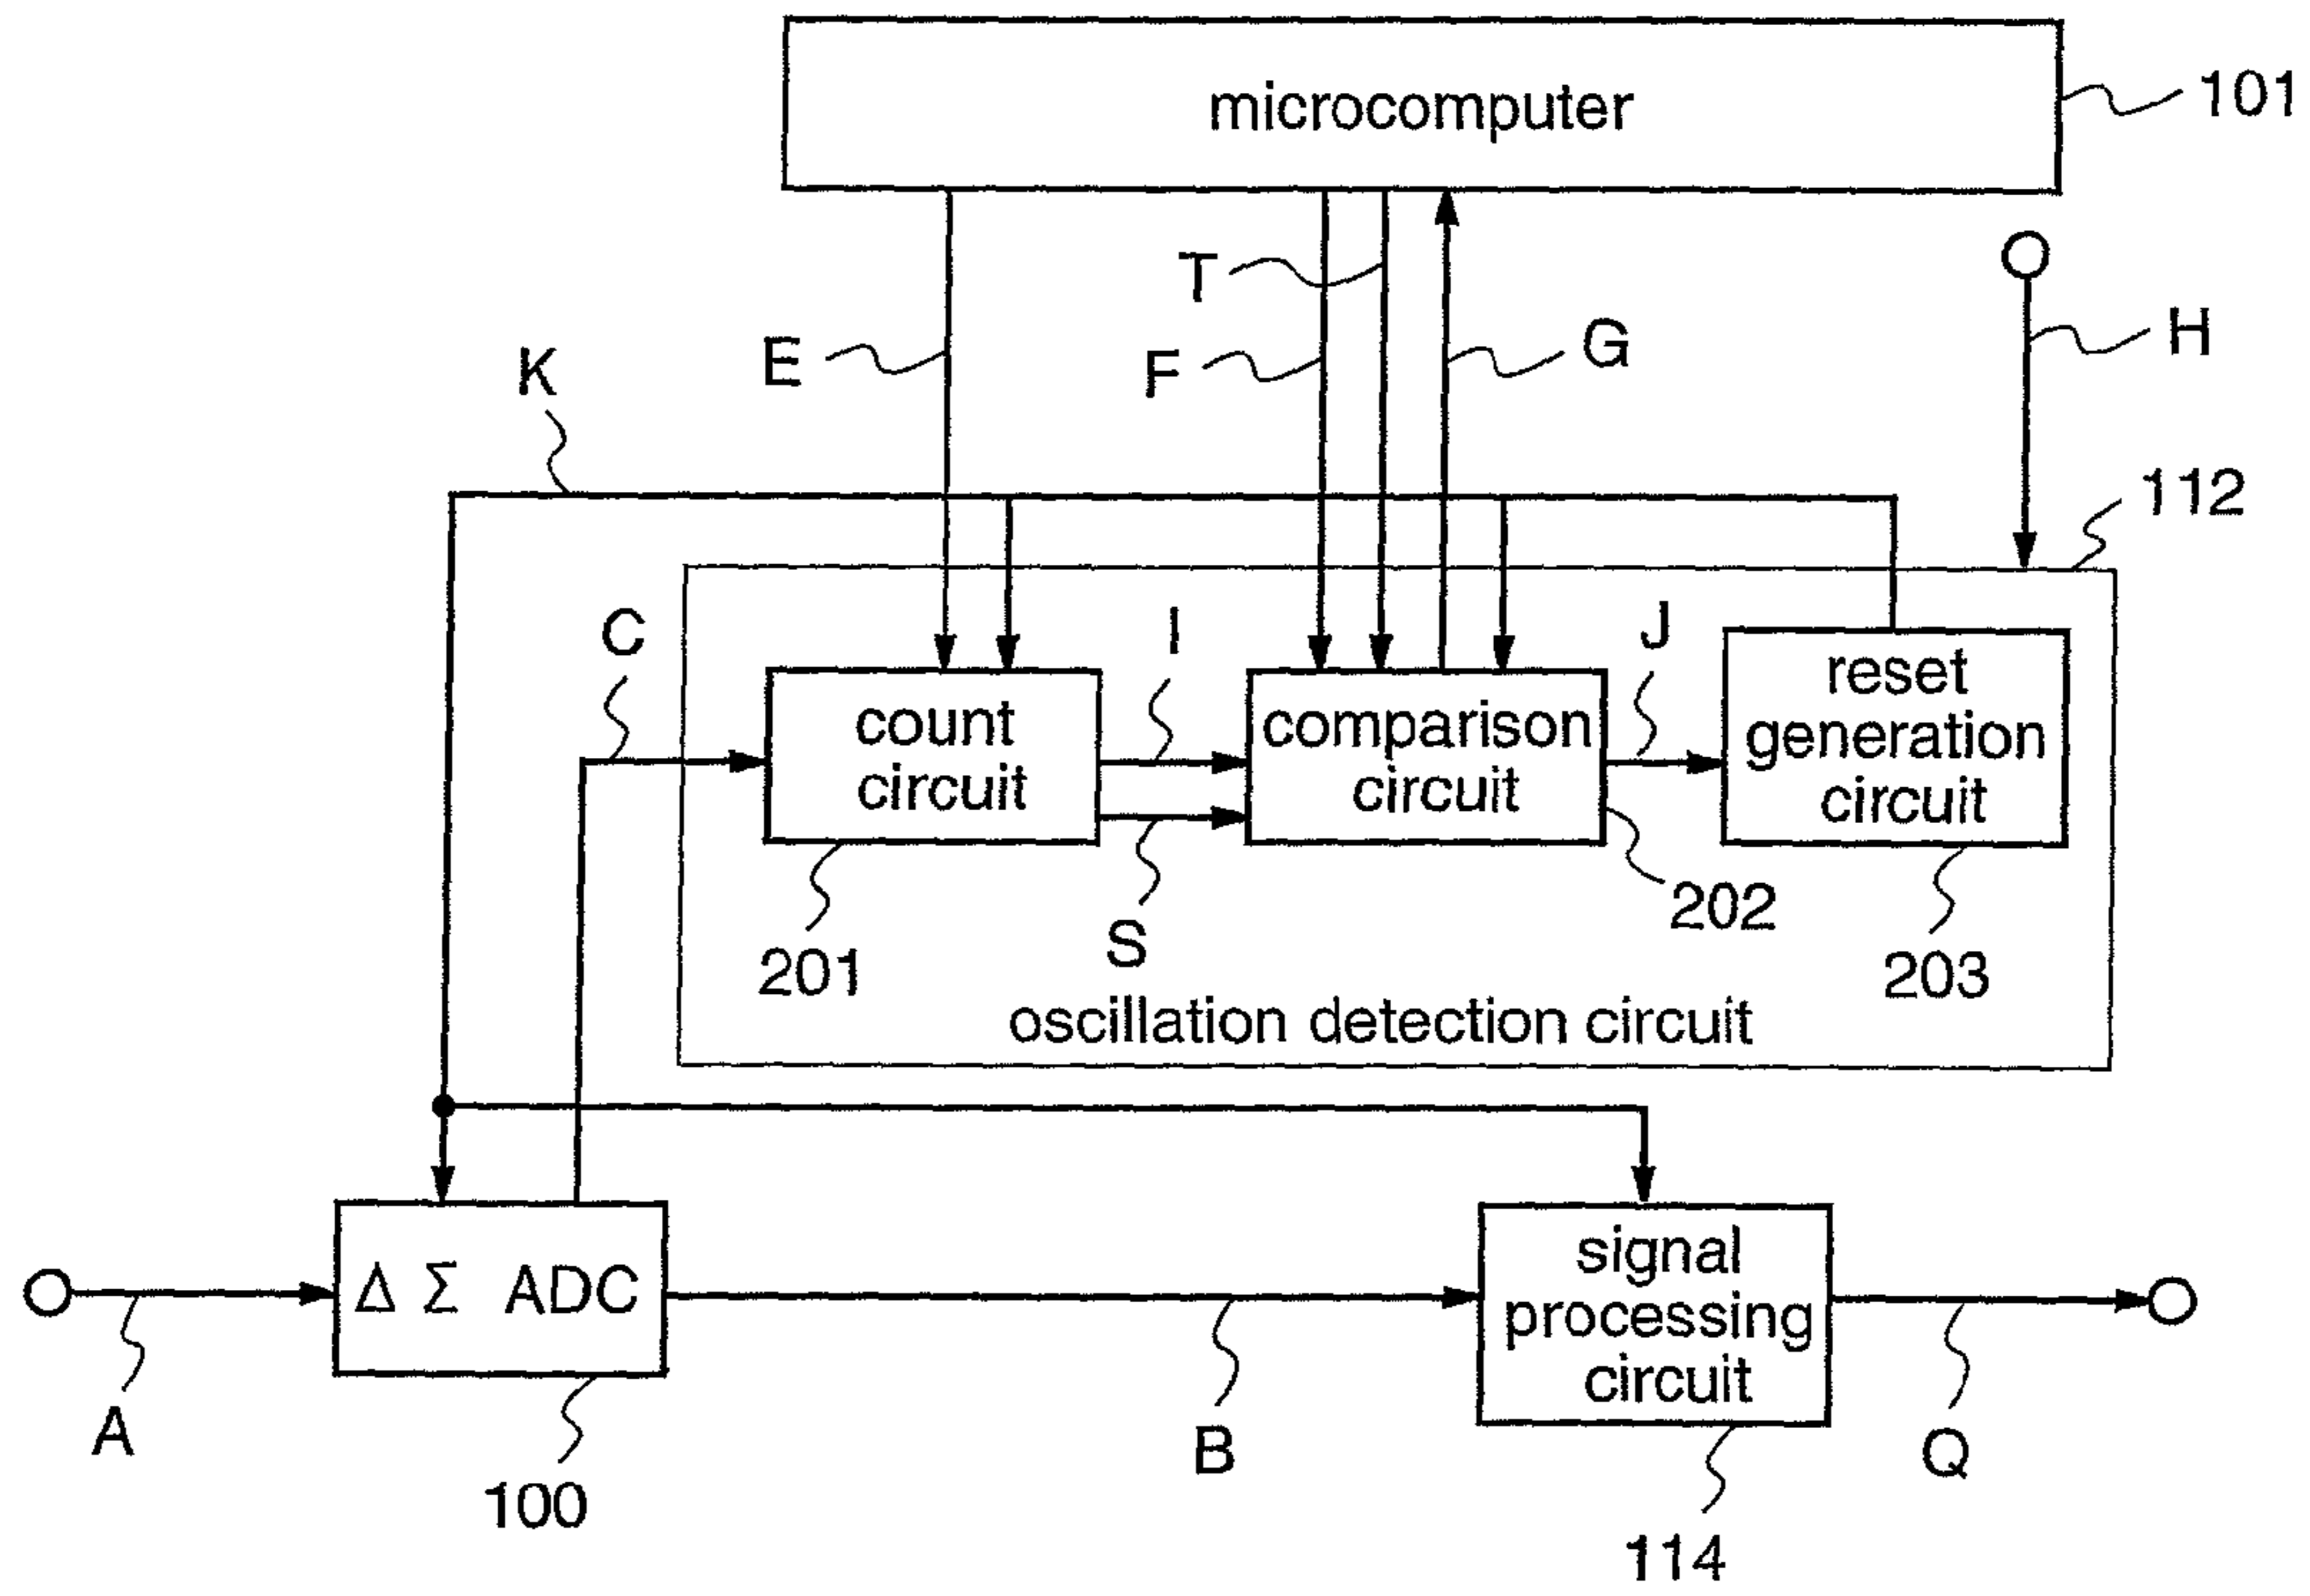 microcomputer
101
T
H
E
F
G
K
112
C
I
J
count
circuit
comparison
circuit
reset
generation
circuit
201
S
202
203
oscillation detection circuit
Δ Σ ADC
signal
processing
circuit
A
100
B
Q
114